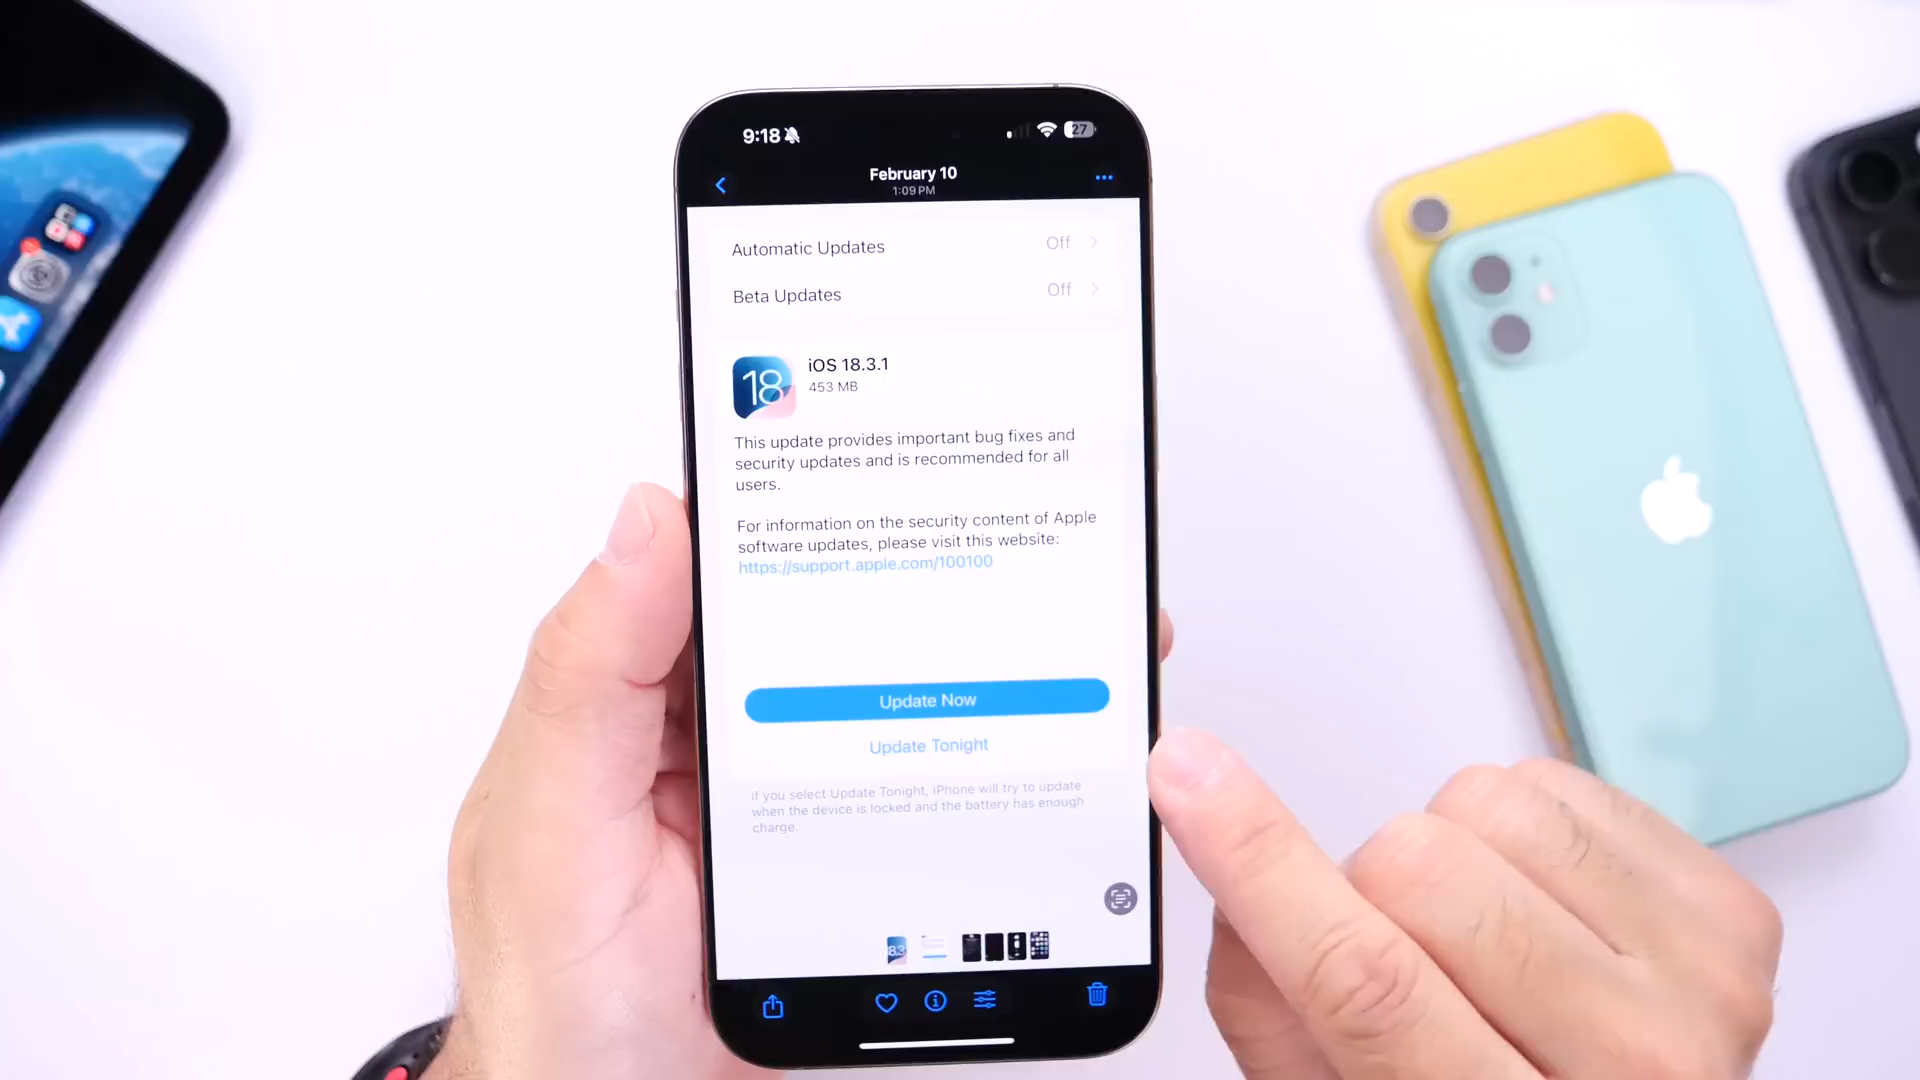 9:18
27
February 10
1:09 PM
Automatic Updates Off
Beta Updates Off
18
iOS 18.3.1
453 MB
This update provides important bug fixes and
security updates and is recommended for all
users.
For information on the security content of Apple
software updates, please visit this website:
https://support.apple.com/100100
Update Now
Update Tonight
If you select Update Tonight, iPhone will try to update
when the device is locked and the battery has enough
charge.